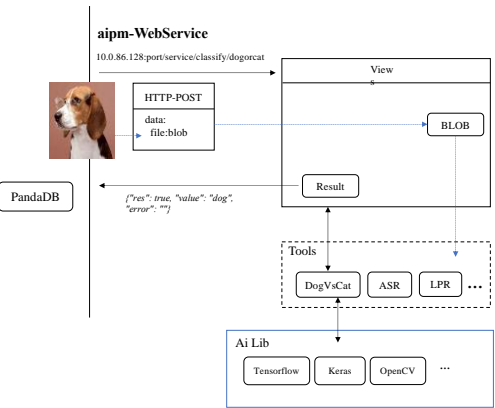 aipm-WebService
10.0.86.128:port/service/classify/dogorcat
View
s
HTTP-POST
data:
file:blob
BLOB
PandaDB
Result
{"res": true, "value": "dog",
"error": ""}
Tools
DogVsCat
ASR
LPR
...
Ai Lib
Tensorflow
Keras
OpenCV
...